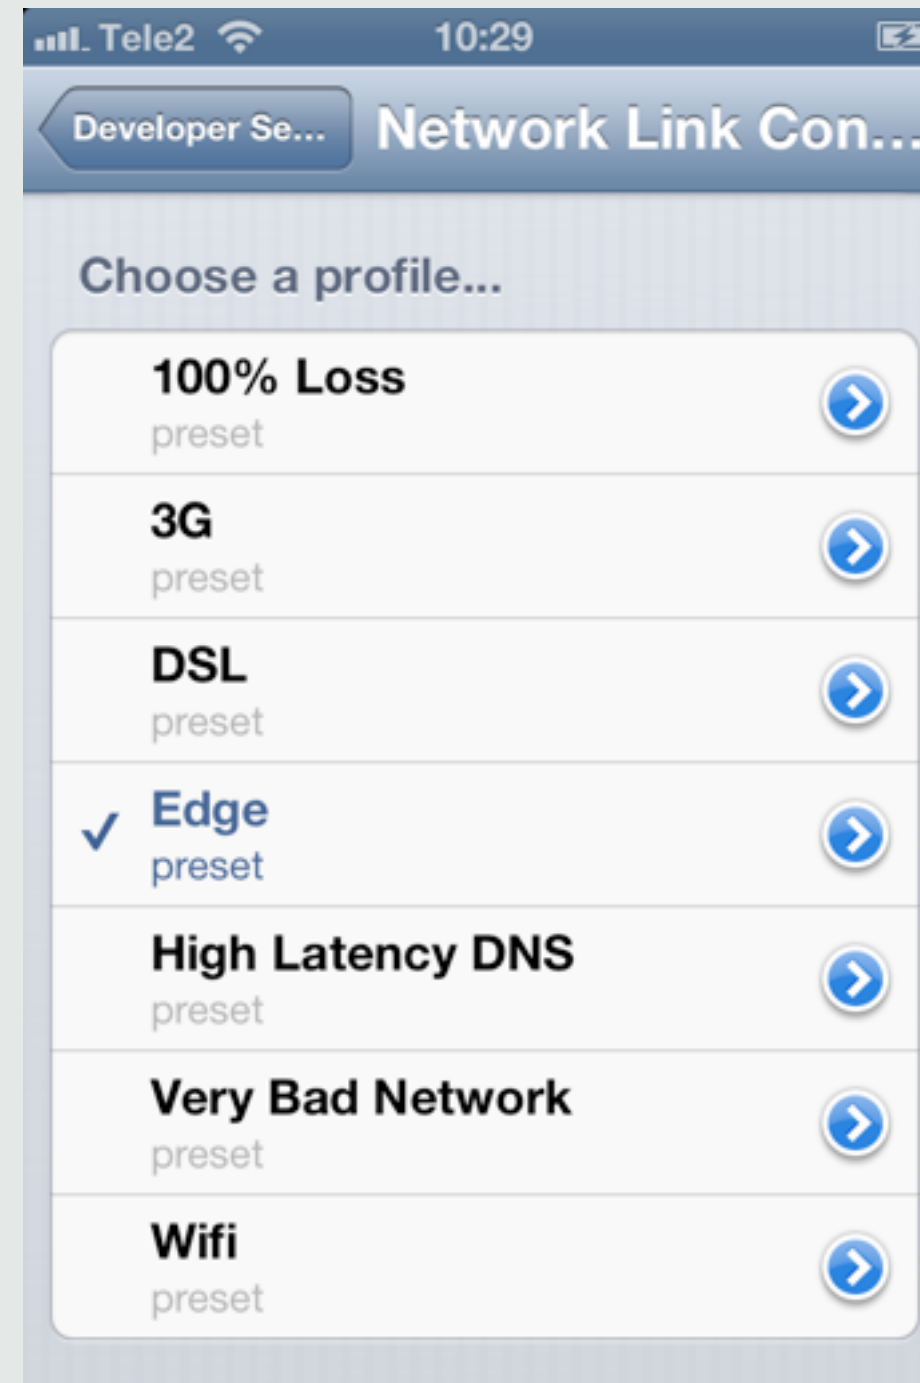 Tele2 10:29
Developer Se... Network Link Con...
Choose a profile...
100% Loss
preset
3G
preset
DSL
preset
Edge
preset
High Latency DNS
preset
Very Bad Network
preset
Wifi
preset